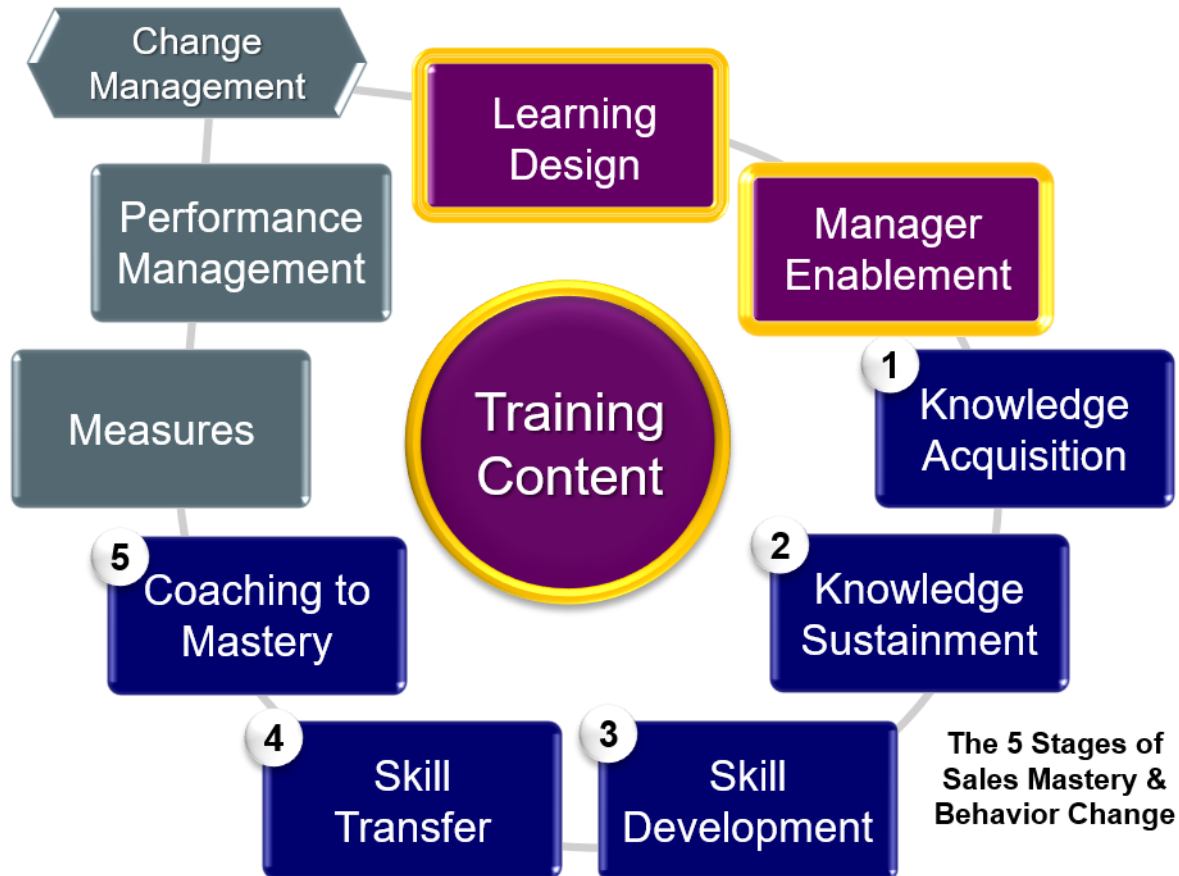 Change
Management
Learning
Design
Manager
Enablement
Performance
Management
Training
Content
1
Knowledge
Acquisition
Measures
2
Knowledge
Sustainment
5
Coaching to
Mastery
4
Skill
Transfer
3
Skill
Development
The 5 Stages of
Sales Mastery &
Behavior Change